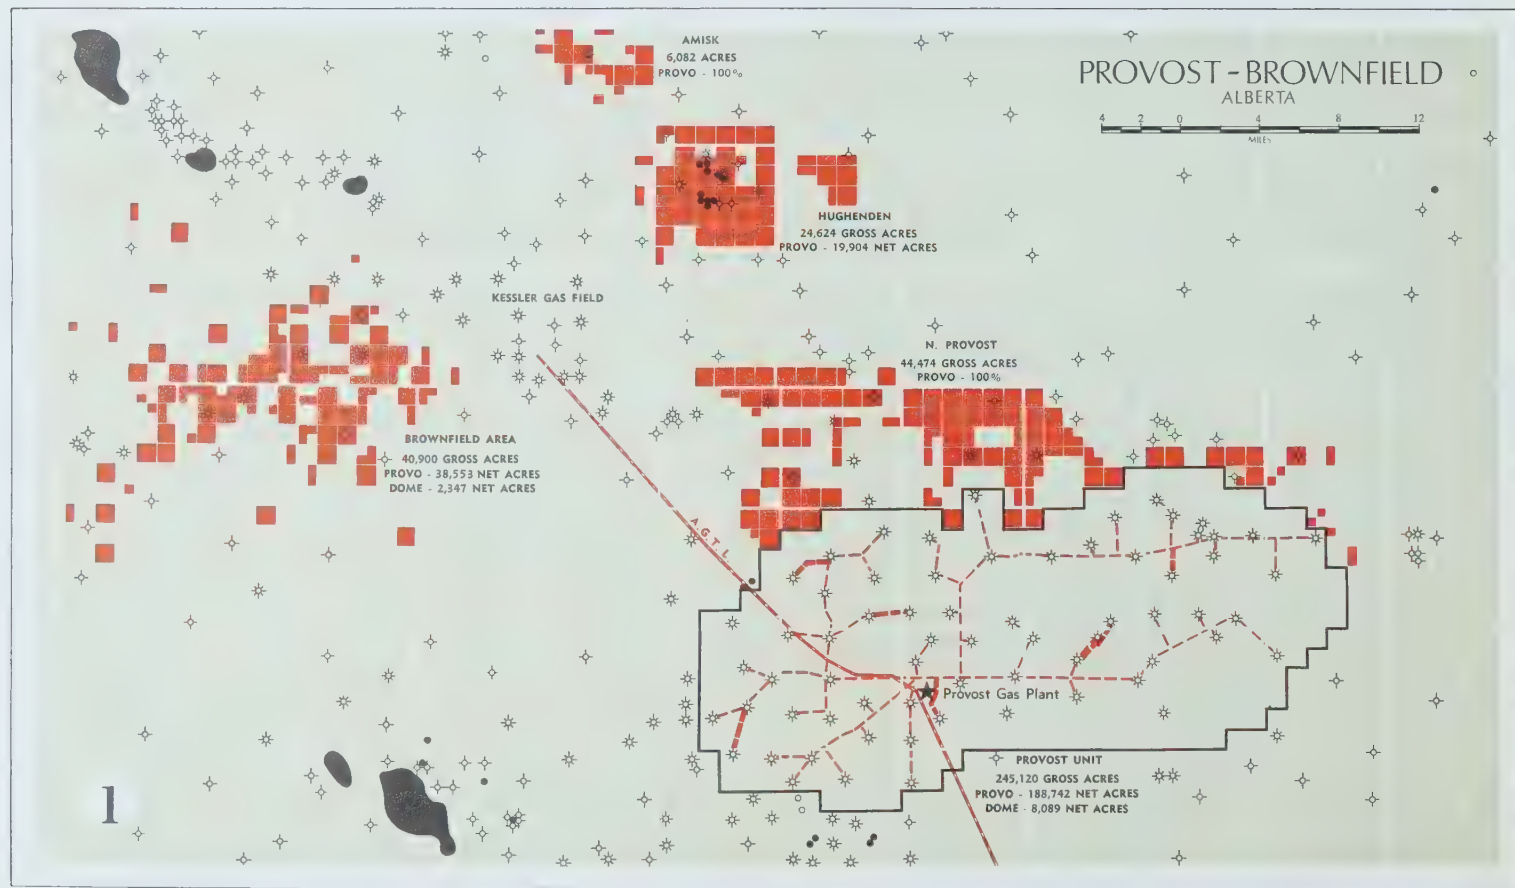 AMISK
6,082 ACRES
PROVO - 100%
PROVOST - BROWNFIELD
ALBERTA
4 2 0 2 4 6 8 12
MILES
HUGHENDEN
24,624 GROSS ACRES
PROVO - 19,904 NET ACRES
KESSLER GAS FIELD
N. PROVOST
44,474 GROSS ACRES
PROVO - 100%
BROWNFIELD AREA
40,900 GROSS ACRES
PROVO - 38,553 NET ACRES
DOME - 2,347 NET ACRES
A.G.T.L.
Provost Gas Plant
PROVOST UNIT
245,120 GROSS ACRES
PROVO - 188,742 NET ACRES
DOME - 8,089 NET ACRES
1